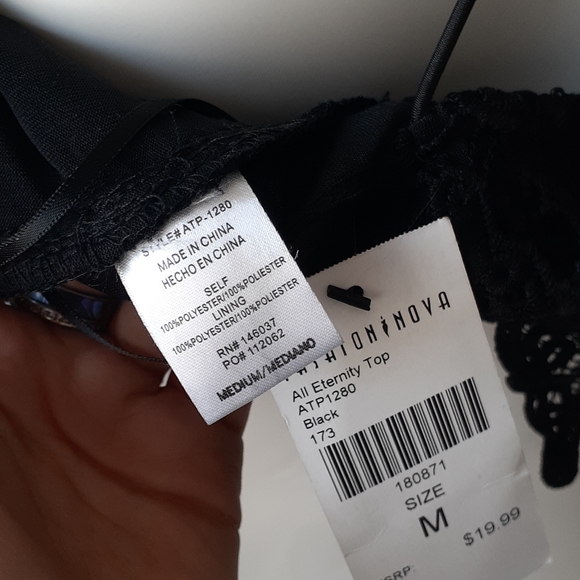 STYLE# ATP-1280
MADE IN CHINA
HECHO EN CHINA
SELF
100%POLYESTER/100%POLIESTER
LINING
100%POLYESTER/100%POLIESTER
RN# 146037
PO# 112062
MEDIUM/MEDIANO
FASHION NOVA
All Eternity Top
ATP1280
Black
173
180871
SIZE
M
$19.99